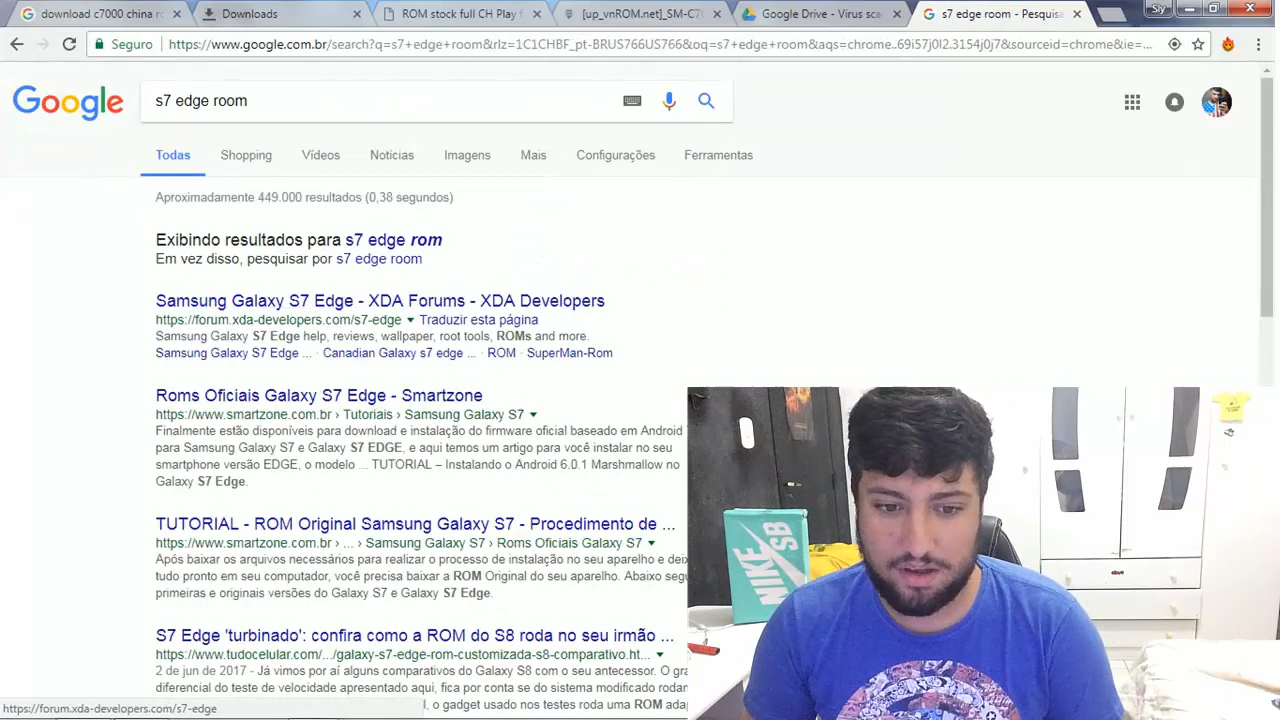 download c7000 china r
Downloads
ROM stock full CH Play f
[up_vnROM.net]_SM-C70
Google Drive - Virus sca
s7 edge room - Pesquisa
Sly
Seguro
https://www.google.com.br/search?q=s7+edge+room&rlz=1C1CHBF_pt-BRUS766US766&oq=s7+edge+room&aqs=chrome..69i57j0l2.3154j0j7&sourceid=chrome&ie=...
Google
s7 edge room
Todas
Shopping
Vídeos
Notícias
Imagens
Mais
Configurações
Ferramentas
Aproximadamente 449.000 resultados (0,38 segundos)
Exibindo resultados para s7 edge rom
Em vez disso, pesquisar por s7 edge room
Samsung Galaxy S7 Edge - XDA Forums - XDA Developers
https://forum.xda-developers.com/s7-edge Traduzir esta página
Samsung Galaxy S7 Edge help, reviews, wallpaper, root tools, ROMs and more.
Samsung Galaxy S7 Edge ... · Canadian Galaxy s7 edge ... · ROM · SuperMan-Rom
Roms Oficiais Galaxy S7 Edge - Smartzone
https://www.smartzone.com.br › Tutoriais › Samsung Galaxy S7
Finalmente estão disponíveis para download e instalação do firmware oficial baseado em Android
para Samsung Galaxy S7 e Galaxy S7 EDGE, e aqui temos um artigo para você instalar no seu
smartphone versão EDGE, o modelo ... TUTORIAL – Instalando o Android 6.0.1 Marshmallow no
Galaxy S7 Edge.
TUTORIAL - ROM Original Samsung Galaxy S7 - Procedimento de ...
https://www.smartzone.com.br › ... › Samsung Galaxy S7 › Roms Oficiais Galaxy S7
Após baixar os arquivos necessários para realizar o processo de instalação no seu aparelho e deix
tudo pronto em seu computador, você precisa baixar a ROM Original do seu aparelho. Abaixo segu
primeiras e originais versões do Galaxy S7 e Galaxy S7 Edge.
S7 Edge 'turbinado': confira como a ROM do S8 roda no seu irmão ...
https://www.tudocelular.com/.../galaxy-s7-edge-rom-customizada-s8-comparativo.ht...
2 de jun de 2017 - Já vimos por aí alguns comparativos do Galaxy S8 com o seu antecessor. O gra
diferencial do teste de velocidade apresentado aqui, fica por conta do sistema modificado rodan
, o gadget usado nos testes roda uma ROM ada
https://forum.xda-developers.com/s7-edge
NIKE SB